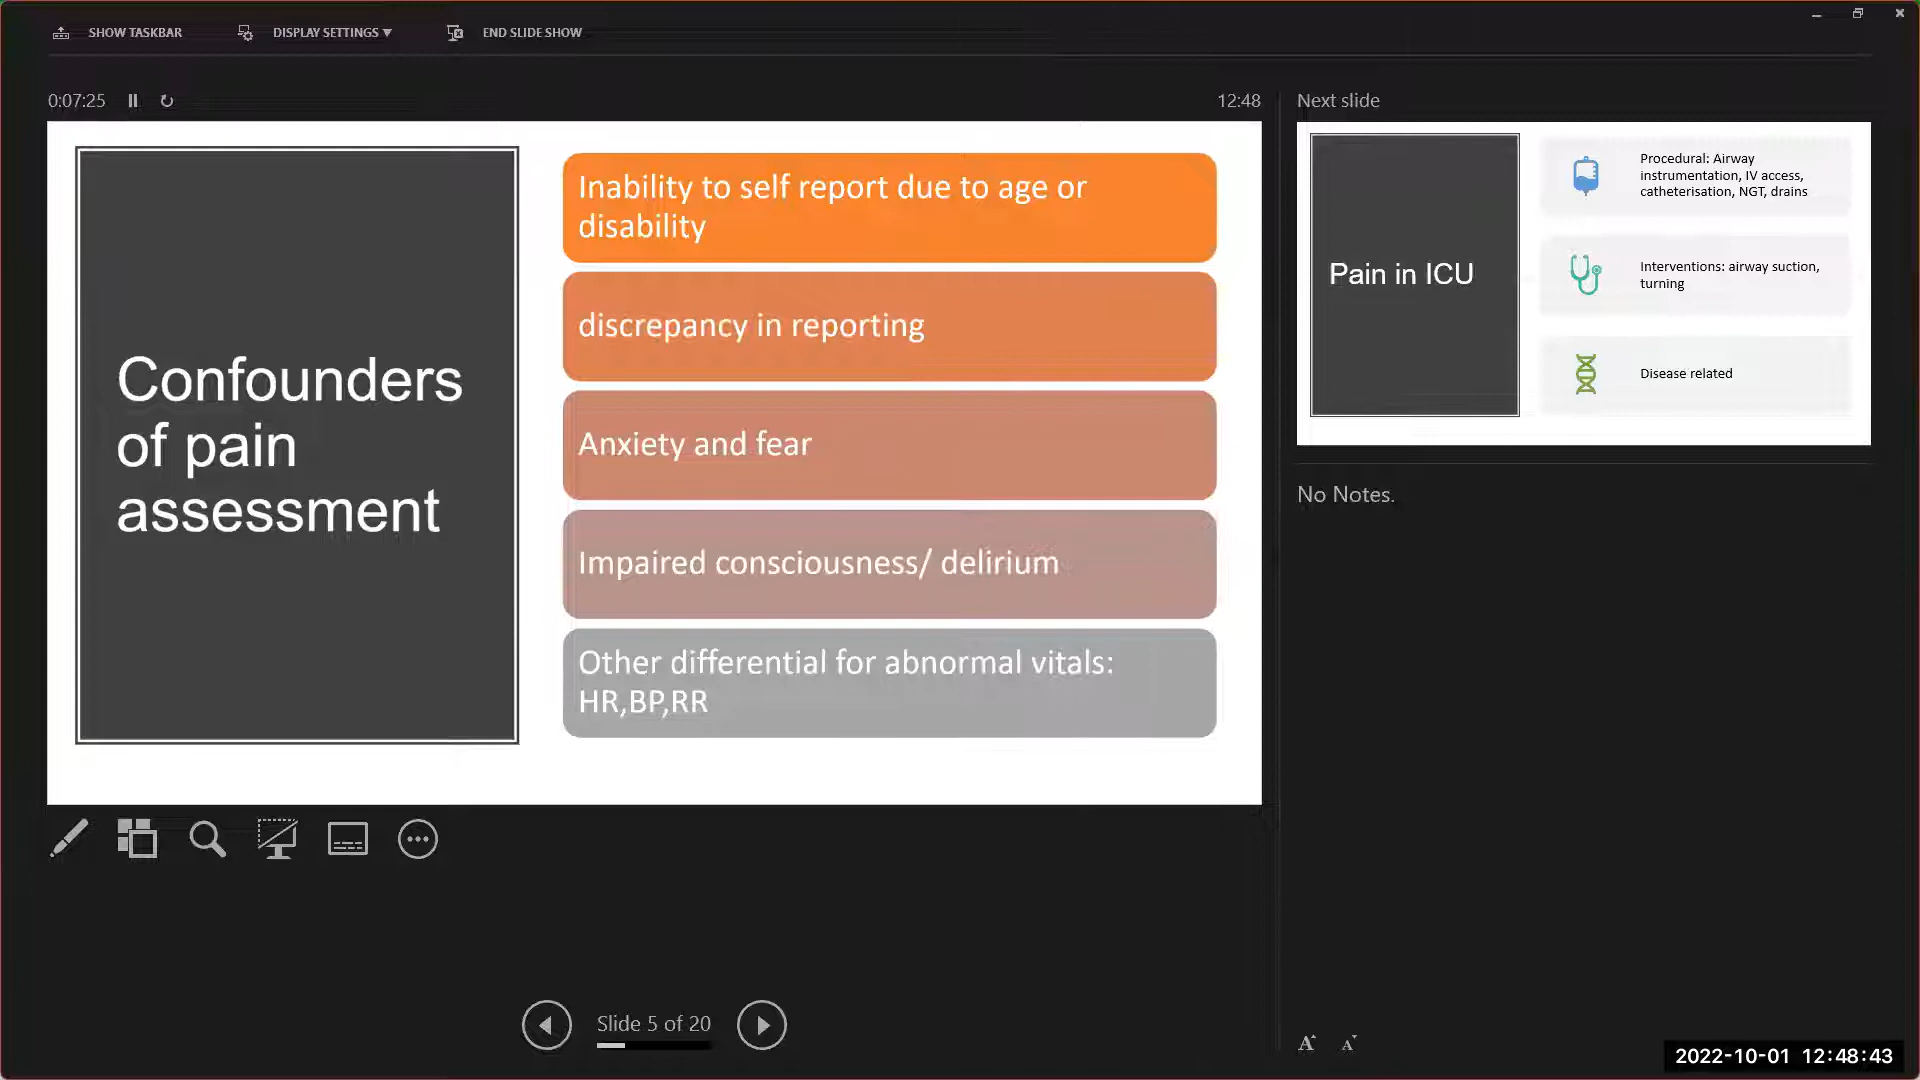 SHOW TASKBAR
DISPLAY SETTINGS ▼
END SLIDE SHOW
0:07:25
12:48
Confounders
of pain
assessment
Inability to self report due to age or
disability
discrepancy in reporting
Anxiety and fear
Impaired consciousness/ delirium
Other differential for abnormal vitals:
HR,BP,RR
Next slide
Pain in ICU
Procedural: Airway
instrumentation, IV access,
catheterisation, NGT, drains
Interventions: airway suction,
turning
Disease related
No Notes.
Slide 5 of 20
A A
2022-10-01 12:48:43